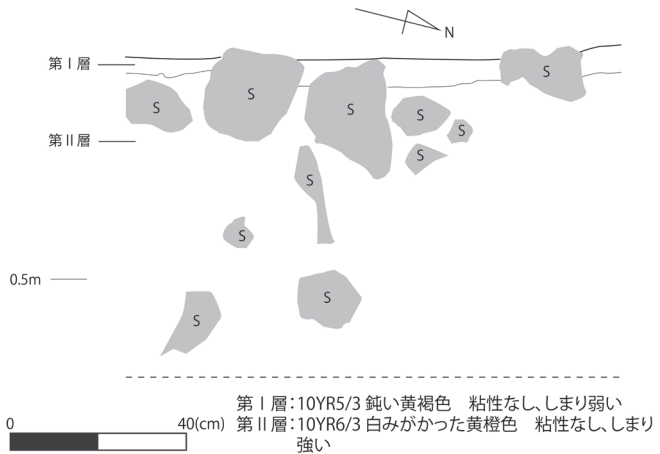 N
第Ⅰ層
S
S
S
S
S
第Ⅱ層
S
S
S
S
0.5m
S
S
0 40(cm)
第Ⅰ層：10YR5/3 鈍い黄褐色　粘性なし、しまり弱い
第Ⅱ層：10YR6/3 白みがかった黄橙色　粘性なし、しまり
強い